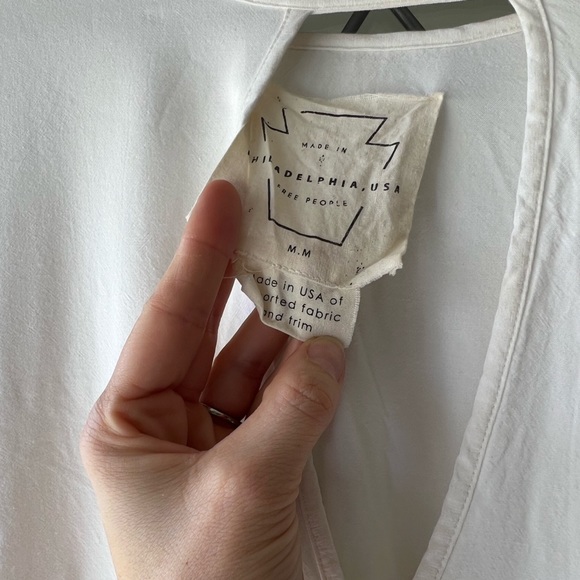 MADE IN
PHILADELPHIA, USA
FREE PEOPLE
M.M
ade in USA of
orted fabric
and trim